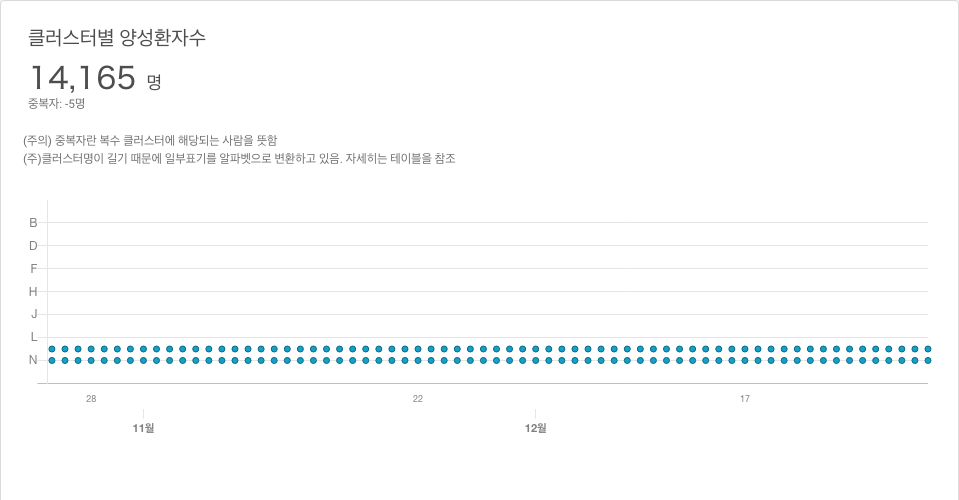 클러스터별 양성환자수
14,165 명
중복자: -5명
(주의) 중복자란 복수 클러스터에 해당되는 사람을 뜻함
(주)클러스터명이 길기 때문에 일부표기를 알파벳으로 변환하고 있음. 자세히는 테이블을 참조
B
D
F
H
J
L
N
28 22 17
11월 12월